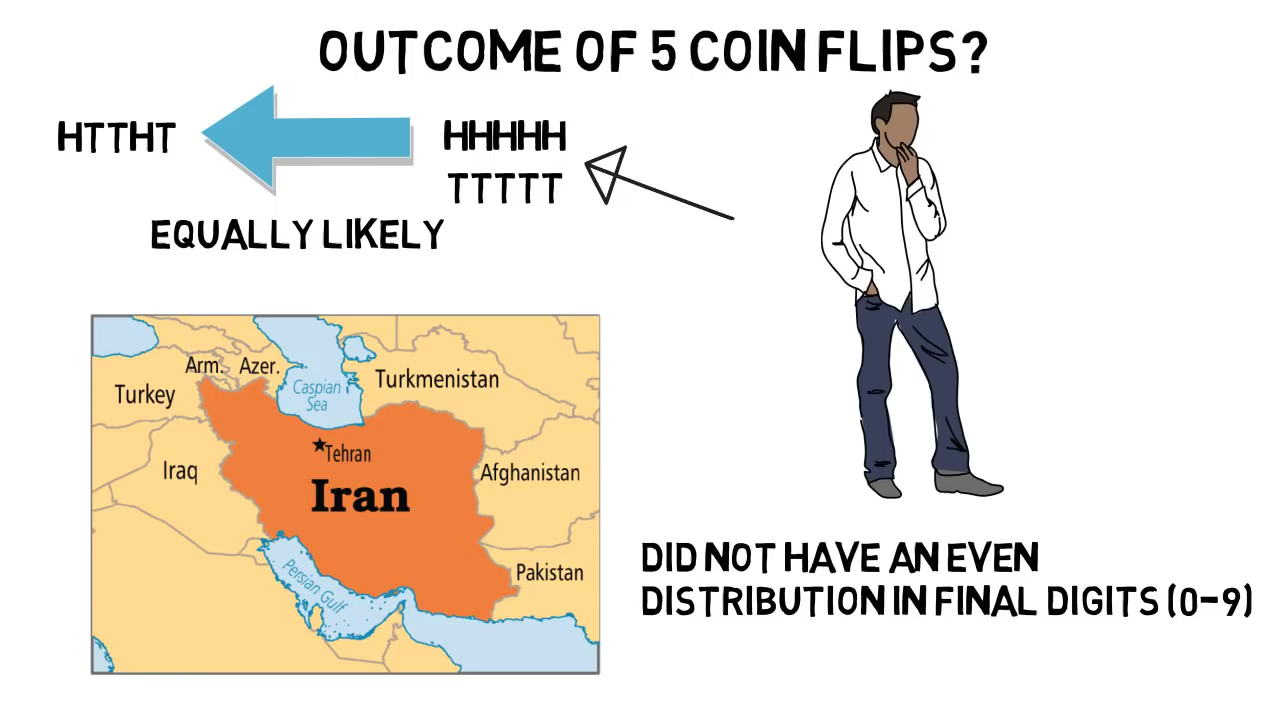 OUTCOME OF 5 COIN FLIPS?
HTTHT
HHHHH
TTTTT
EQUALLY LIKELY
Arm.
Azer.
Turkey
Caspian
Sea
Turkmenistan
Tehran
Iraq
Afghanistan
Iran
Persian Gulf
Pakistan
DID NOT HAVE AN EVEN
DISTRIBUTION IN FINAL DIGITS (0-9)